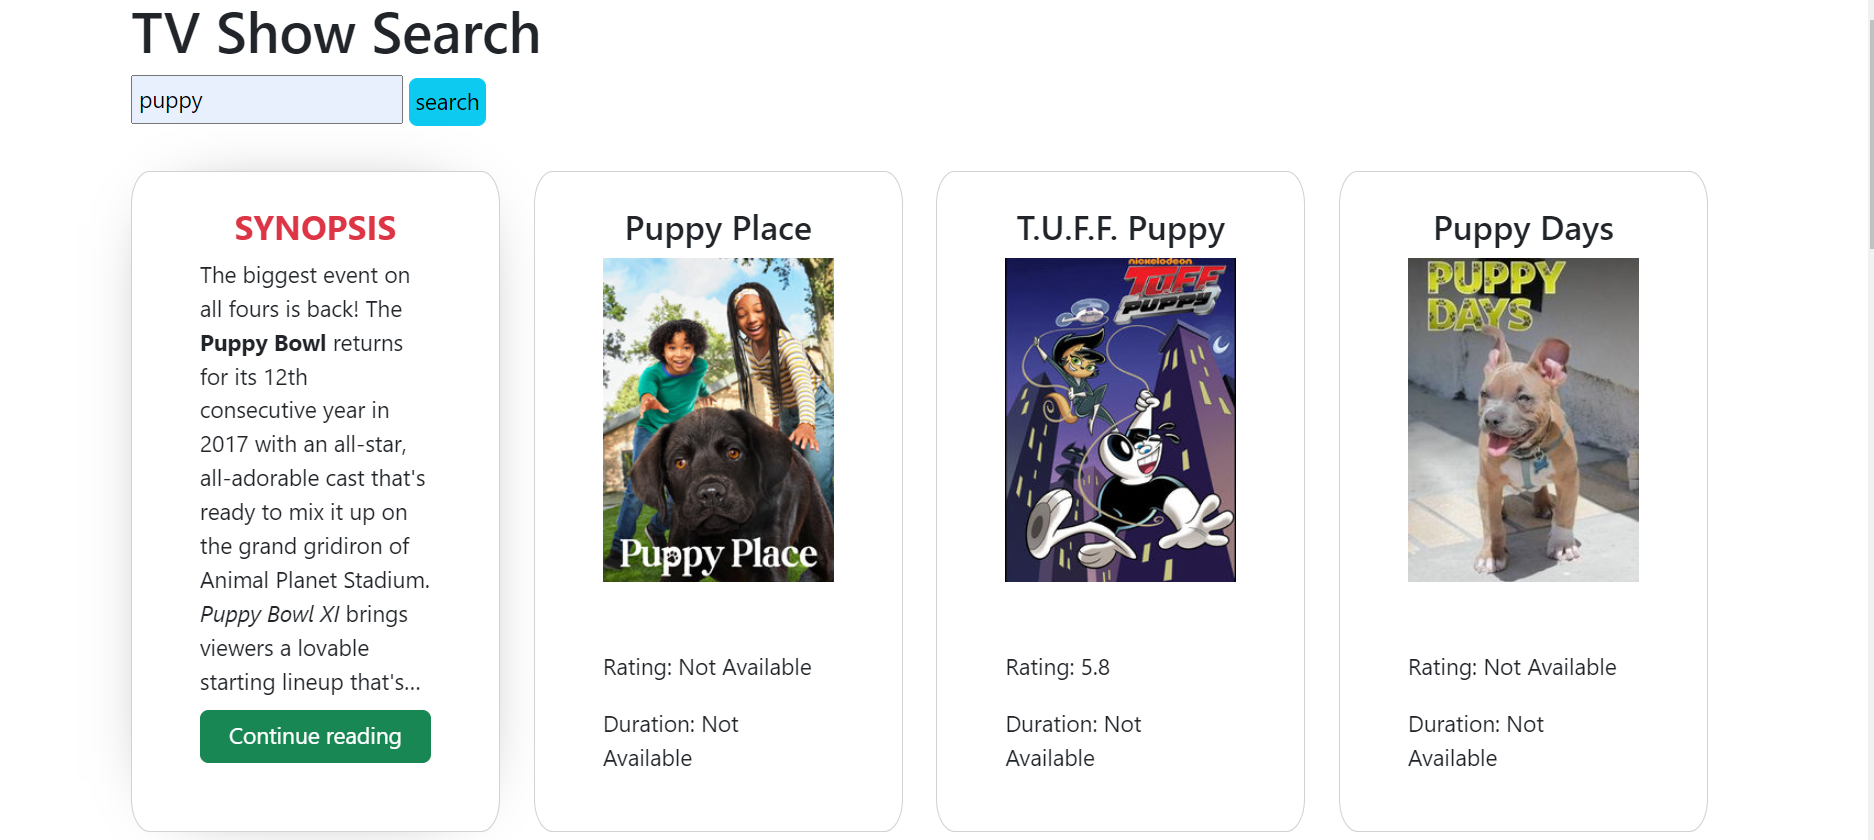 TV Show Search
puppy
search
SYNOPSIS
The biggest event on
all fours is back! The
Puppy Bowl returns
for its 12th
consecutive year in
2017 with an all-star,
all-adorable cast that's
ready to mix it up on
the grand gridiron of
Animal Planet Stadium.
Puppy Bowl XI brings
viewers a lovable
starting lineup that's...
Continue reading
Puppy Place
Puppy Place
Rating: Not Available
Duration: Not
Available
T.U.F.F. Puppy
nickelodeon
TUFF
PUPPY
Rating: 5.8
Duration: Not
Available
Puppy Days
PUPPY
DAYS
Rating: Not Available
Duration: Not
Available